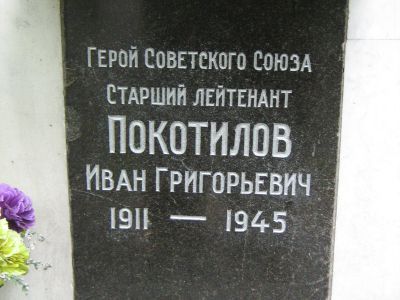 Герой Советского Союза
старший лейтенант
Покотилов
Иван Григорьевич
1911 — 1945